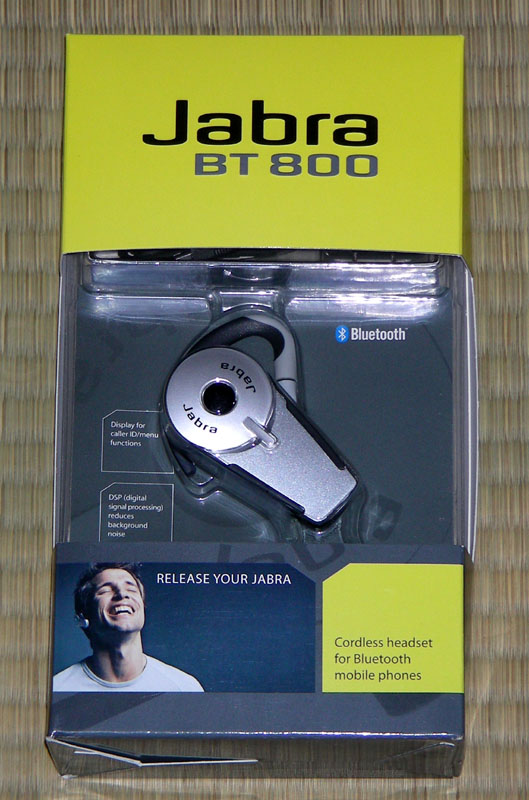 Jabra
BT 800
Bluetooth™
Jabra
Jabra
Display for
caller ID/menu
functions
DSP (digital
signal processing)
reduces
background
noise
RELEASE YOUR JABRA
Cordless headset
for Bluetooth
mobile phones